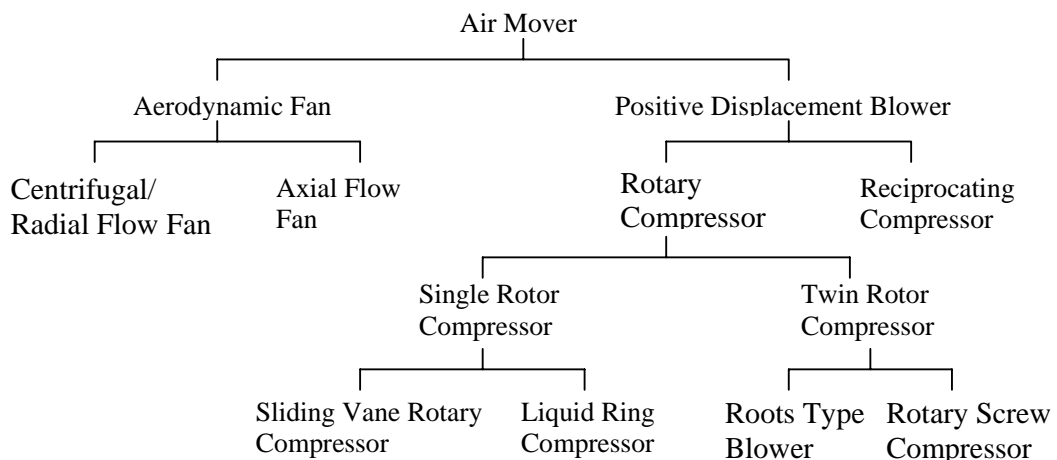 Air Mover
Aerodynamic Fan
Positive Displacement Blower
Centrifugal/
Radial Flow Fan
Axial Flow
Fan
Rotary
Compressor
Reciprocating
Compressor
Single Rotor
Compressor
Twin Rotor
Compressor
Sliding Vane Rotary
Compressor
Liquid Ring
Compressor
Roots Type
Blower
Rotary Screw
Compressor